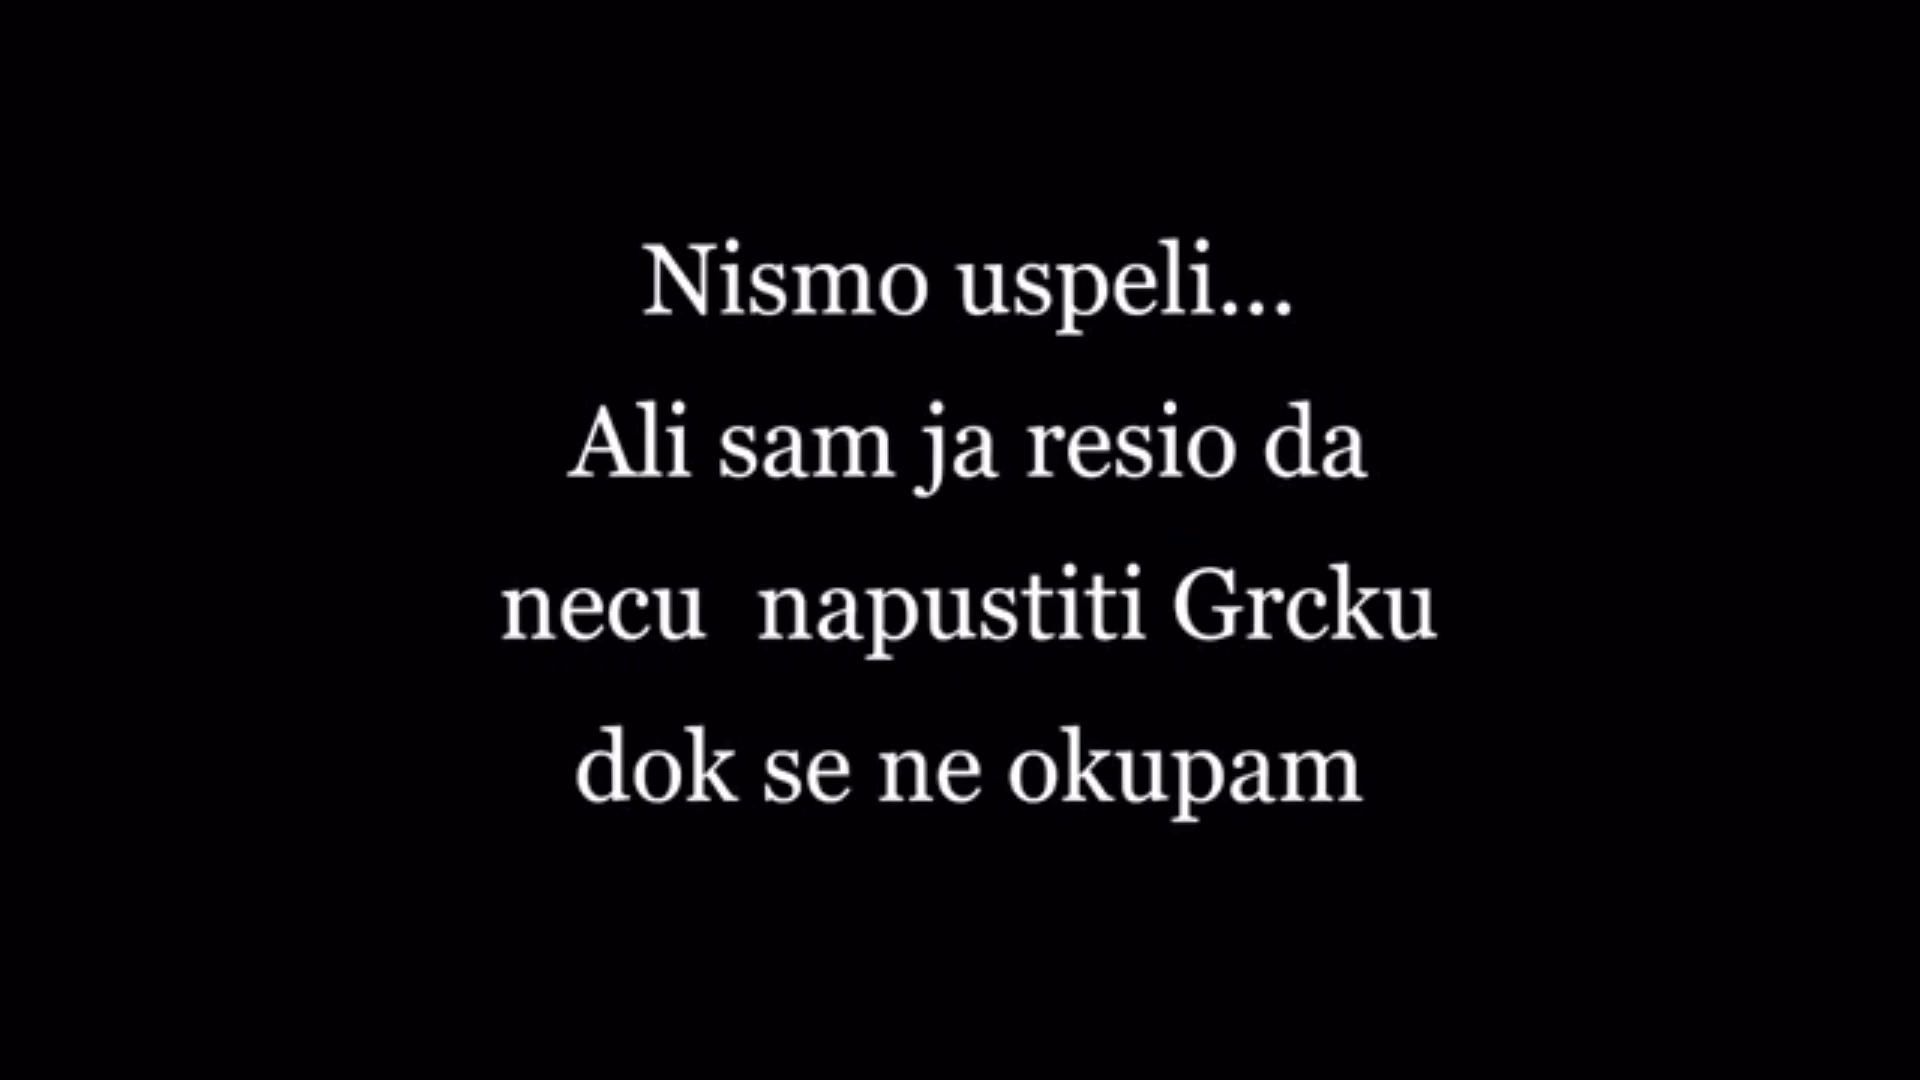 Nismo uspeli...
Ali sam ja resio da
necu  napustiti Grcku
dok se ne okupam